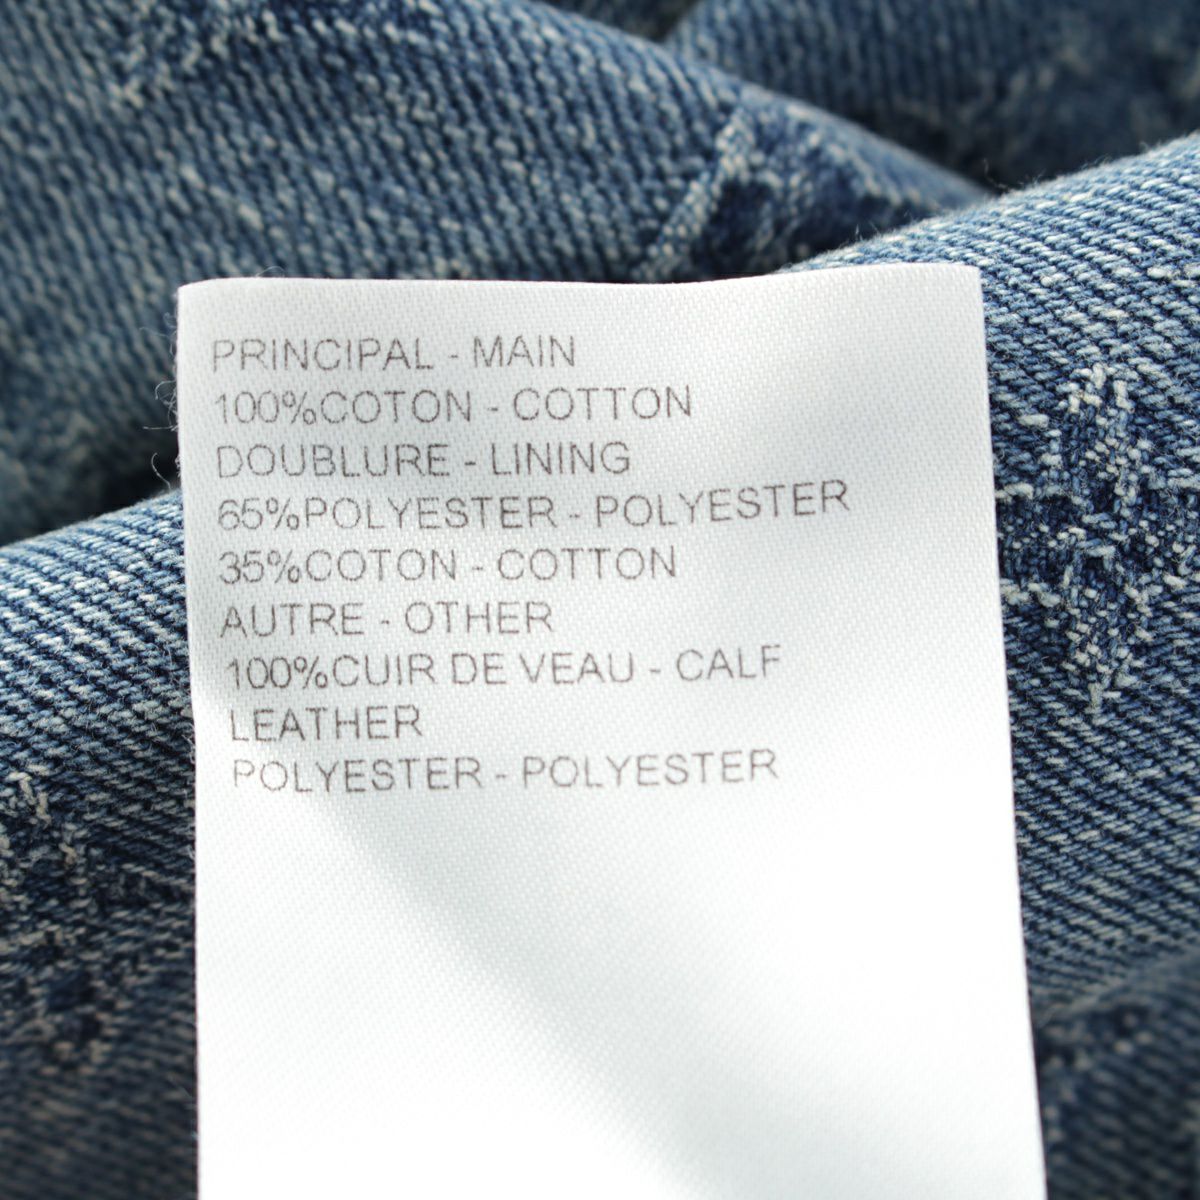 PRINCIPAL - MAIN
100%COTON - COTTON
DOUBLURE - LINING
65%POLYESTER - POLYESTER
35%COTON - COTTON
AUTRE - OTHER
100%CUIR DE VEAU - CALF
LEATHER
POLYESTER - POLYESTER